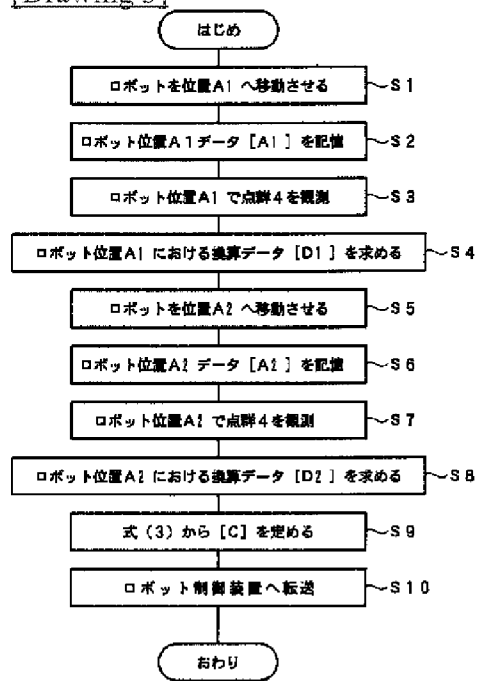 [Drawing 3]
はじめ
ロボットを位置A1 へ移動させる ~S1
ロボット位置A1データ [A1] を記憶 ~S2
ロボット位置A1 で点群4を観測 ~S3
ロボット位置A1 における換算データ [D1] を求める ~S4
ロボットを位置A2 へ移動させる ~S5
ロボット位置A2 データ [A2] を記憶 ~S6
ロボット位置A2 で点群4を観測 ~S7
ロボット位置A2 における換算データ [D2] を求める ~S8
式 (3) から [C] を定める ~S9
ロボット制御装置へ転送 ~S10
おわり